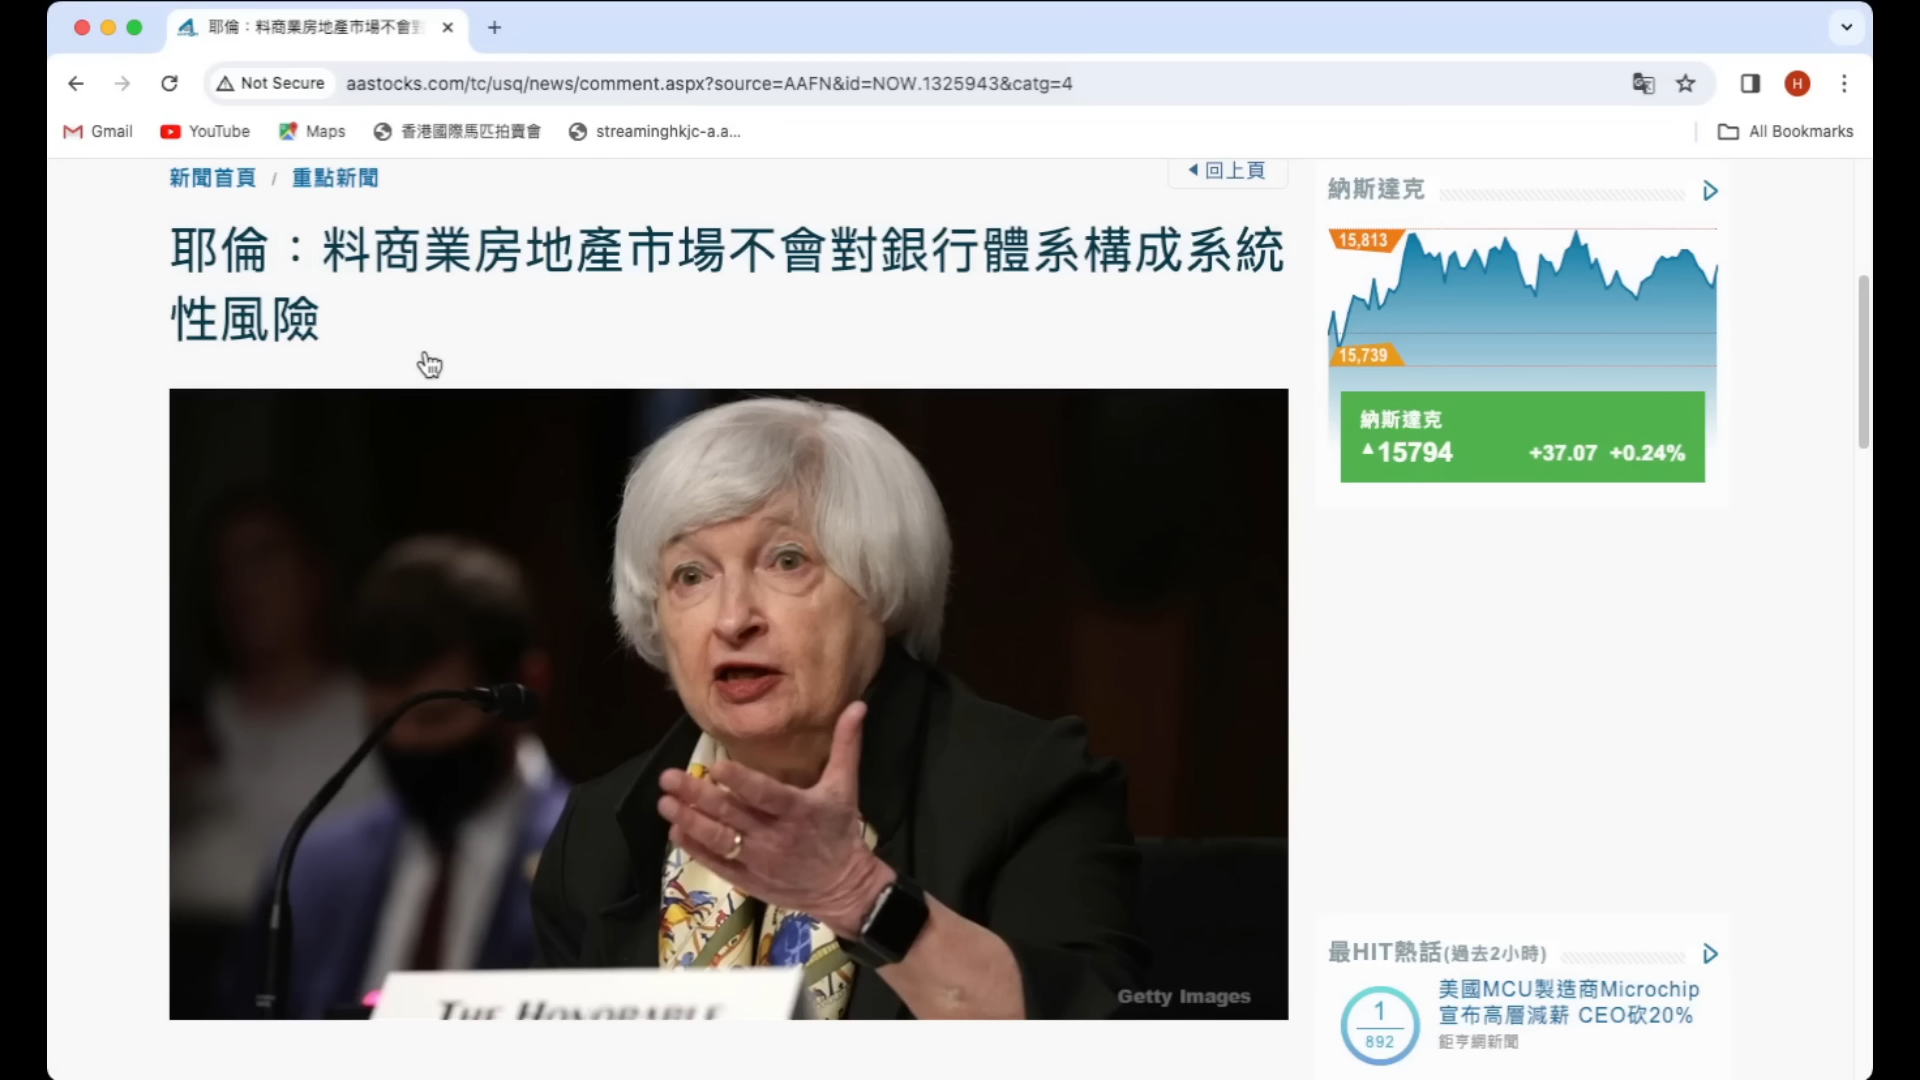 耶倫：料商業房地產市場不會
Not Secure
aastocks.com/tc/usq/news/comment.aspx?source=AAFN&id=NOW.1325943&catg=4
H
Gmail
YouTube
Maps
香港國際馬匹拍賣會
streaminghkjc-a.a...
All Bookmarks
新聞首頁 / 重點新聞
回上頁
耶倫：料商業房地產市場不會對銀行體系構成系統
性風險
THE HONORABLE
Getty Images
納斯達克
15,813
15,739
納斯達克
▲15794 +37.07 +0.24%
最HIT熱話(過去2小時)
1
892
美國MCU製造商Microchip
宣布高層減薪 CEO砍20%
鉅亨網新聞